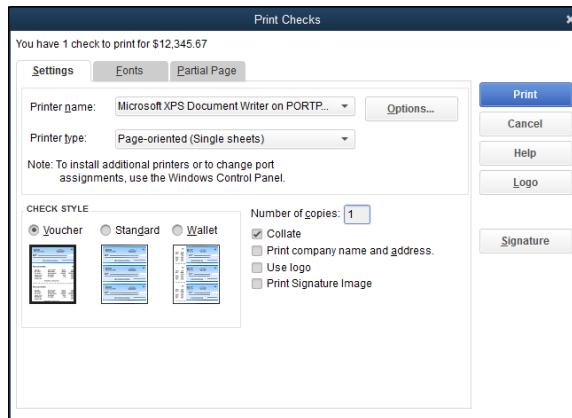 Print Checks
You have 1 check to print for $12,345.67
Settings
Fonts
Partial Page
Printer name:
Microsoft XPS Document Writer on PORTP...
Options...
Printer type:
Page-oriented (Single sheets)
Note: To install additional printers or to change port
assignments, use the Windows Control Panel.
CHECK STYLE
Voucher
Standard
Wallet
Number of copies: 1
Collate
Print company name and address.
Use logo
Print Signature Image
Print
Cancel
Help
Logo
Signature